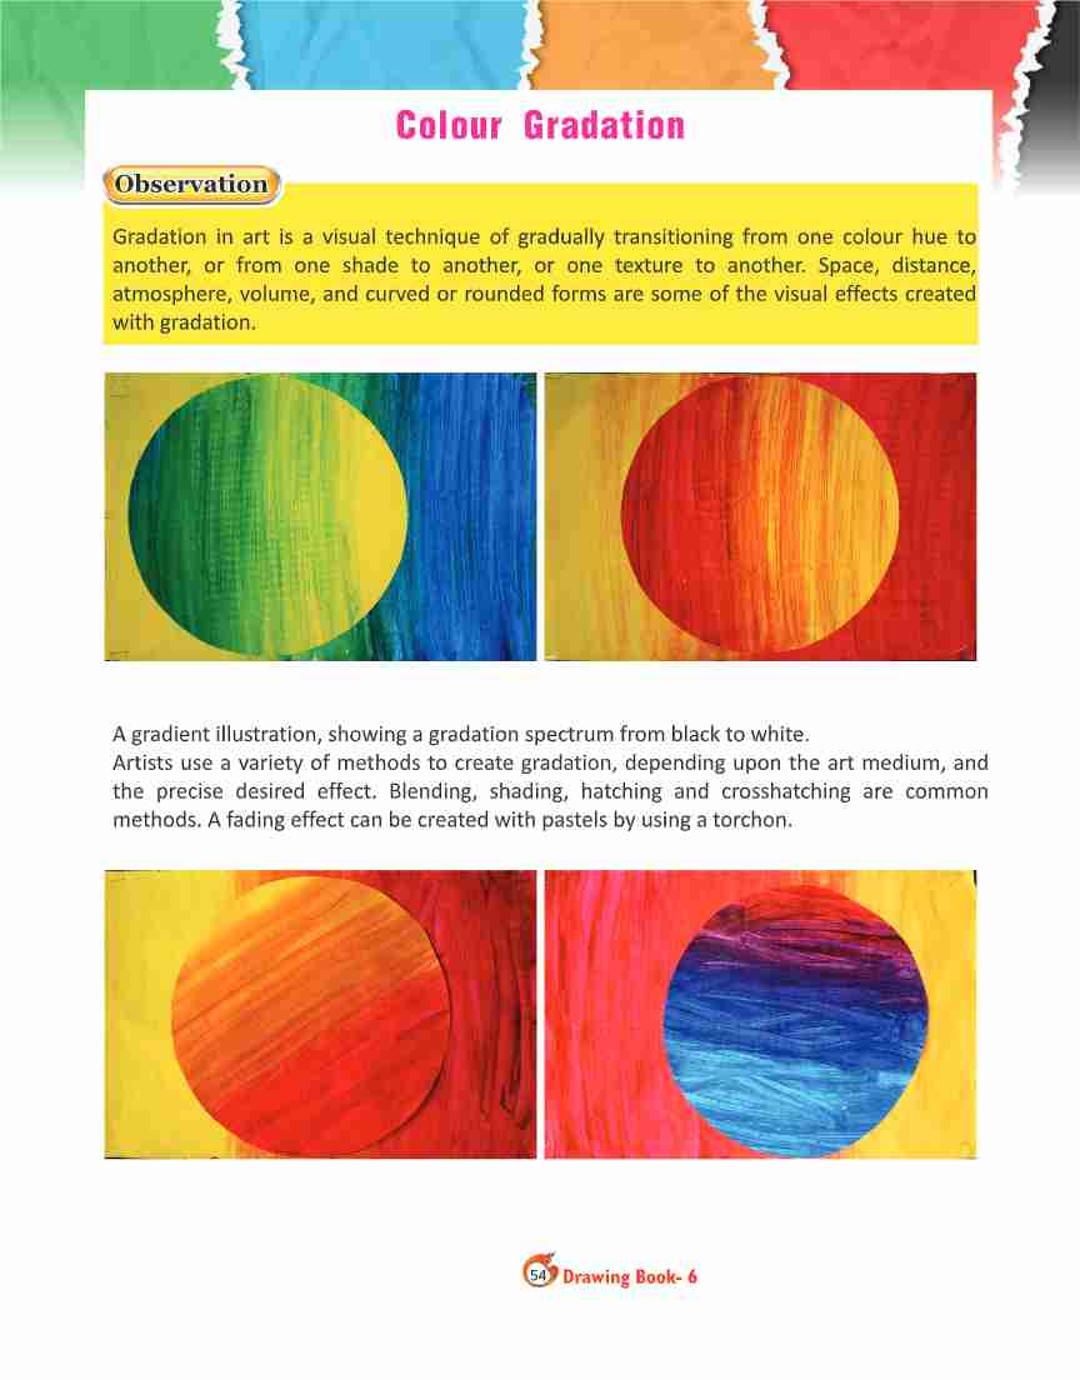 Colour Gradation
Observation
Gradation in art is a visual technique of gradually transitioning from one colour hue to
another, or from one shade to another, or one texture to another. Space, distance,
atmosphere, volume, and curved or rounded forms are some of the visual effects created
with gradation.
A gradient illustration, showing a gradation spectrum from black to white.
Artists use a variety of methods to create gradation, depending upon the art medium, and
the precise desired effect. Blending, shading, hatching and crosshatching are common
methods. A fading effect can be created with pastels by using a torchon.
54 Drawing Book- 6